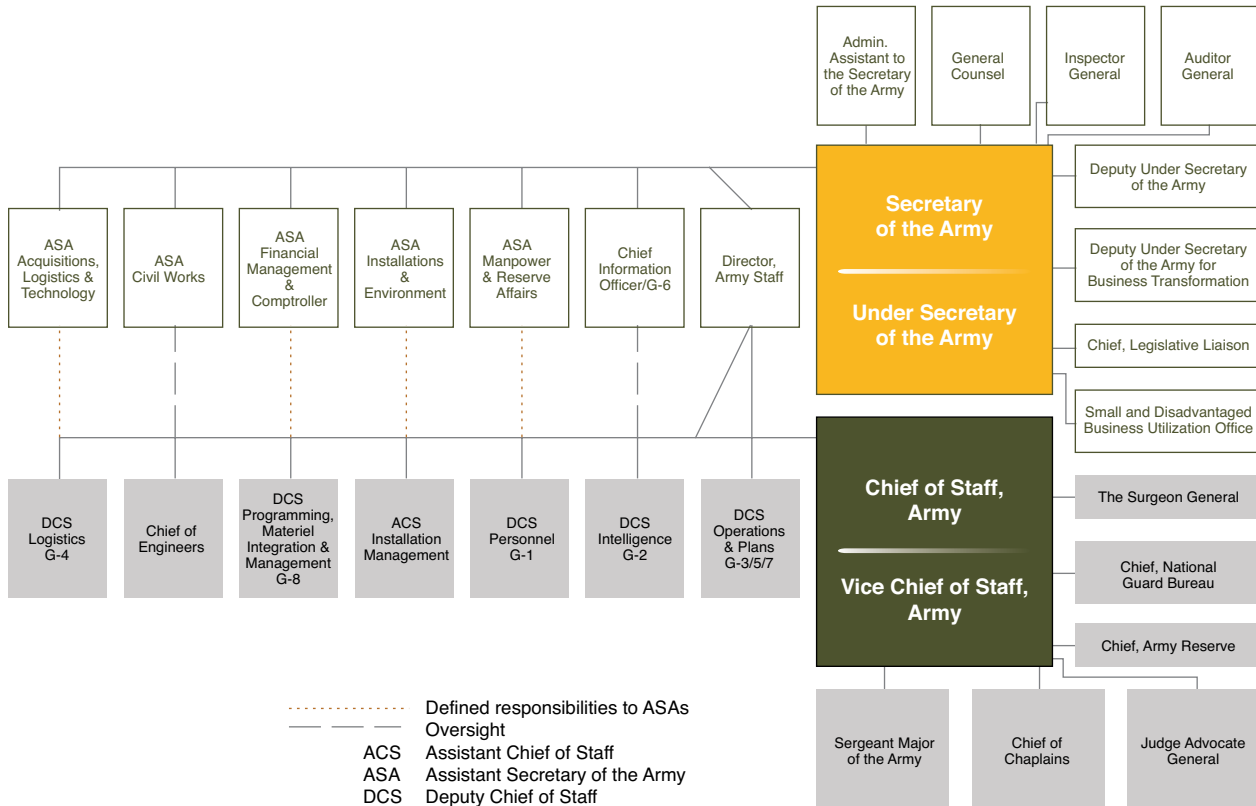 Admin.
Assistant to
the Secretary
of the Army
General
Counsel
Inspector
General
Auditor
General
Secretary
of the Army
Under Secretary
of the Army
Deputy Under Secretary
of the Army
Deputy Under Secretary
of the Army for
Business Transformation
Chief, Legislative Liaison
Small and Disadvantaged
Business Utilization Office
ASA
Acquisitions,
Logistics &
Technology
ASA
Civil Works
ASA
Financial
Management
&
Comptroller
ASA
Installations
&
Environment
ASA
Manpower
& Reserve
Affairs
Chief
Information
Officer/G-6
Director,
Army Staff
DCS
Logistics
G-4
Chief of
Engineers
DCS
Programming,
Materiel
Integration &
Management
G-8
ACS
Installation
Management
DCS
Personnel
G-1
DCS
Intelligence
G-2
DCS
Operations
& Plans
G-3/5/7
Chief of Staff,
Army
Vice Chief of Staff,
Army
The Surgeon General
Chief, National
Guard Bureau
Chief, Army Reserve
Sergeant Major
of the Army
Chief of
Chaplains
Judge Advocate
General
Defined responsibilities to ASAs
Oversight
ACS Assistant Chief of Staff
ASA Assistant Secretary of the Army
DCS Deputy Chief of Staff